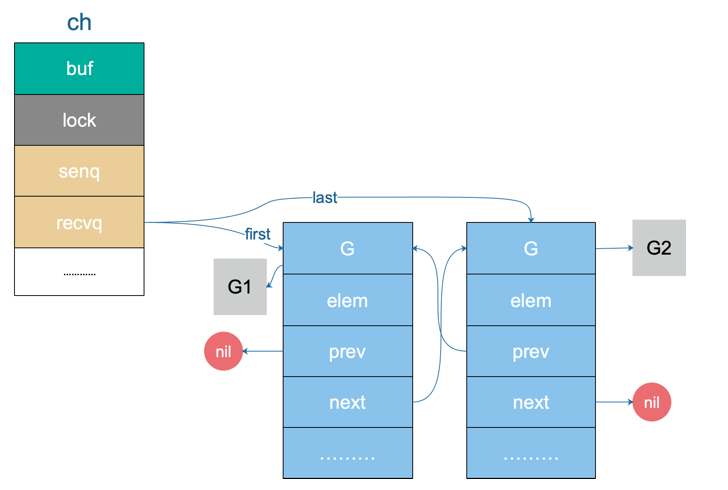 ch
buf
lock
senq
recvq
…………
last
first
G
elem
prev
next
………
G1
nil
G
elem
prev
next
………
G2
nil